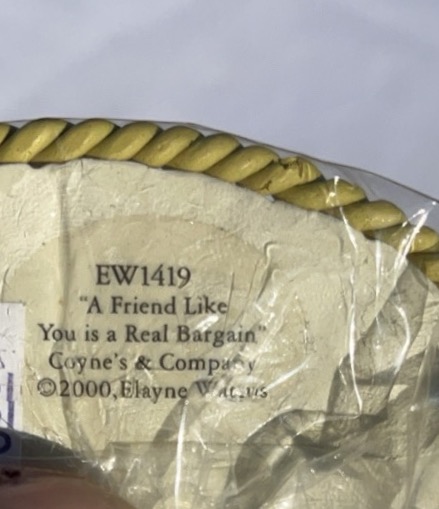 EW1419
"A Friend Like
You is a Real Bargain"
Coyne's & Company
©2000, Elayne